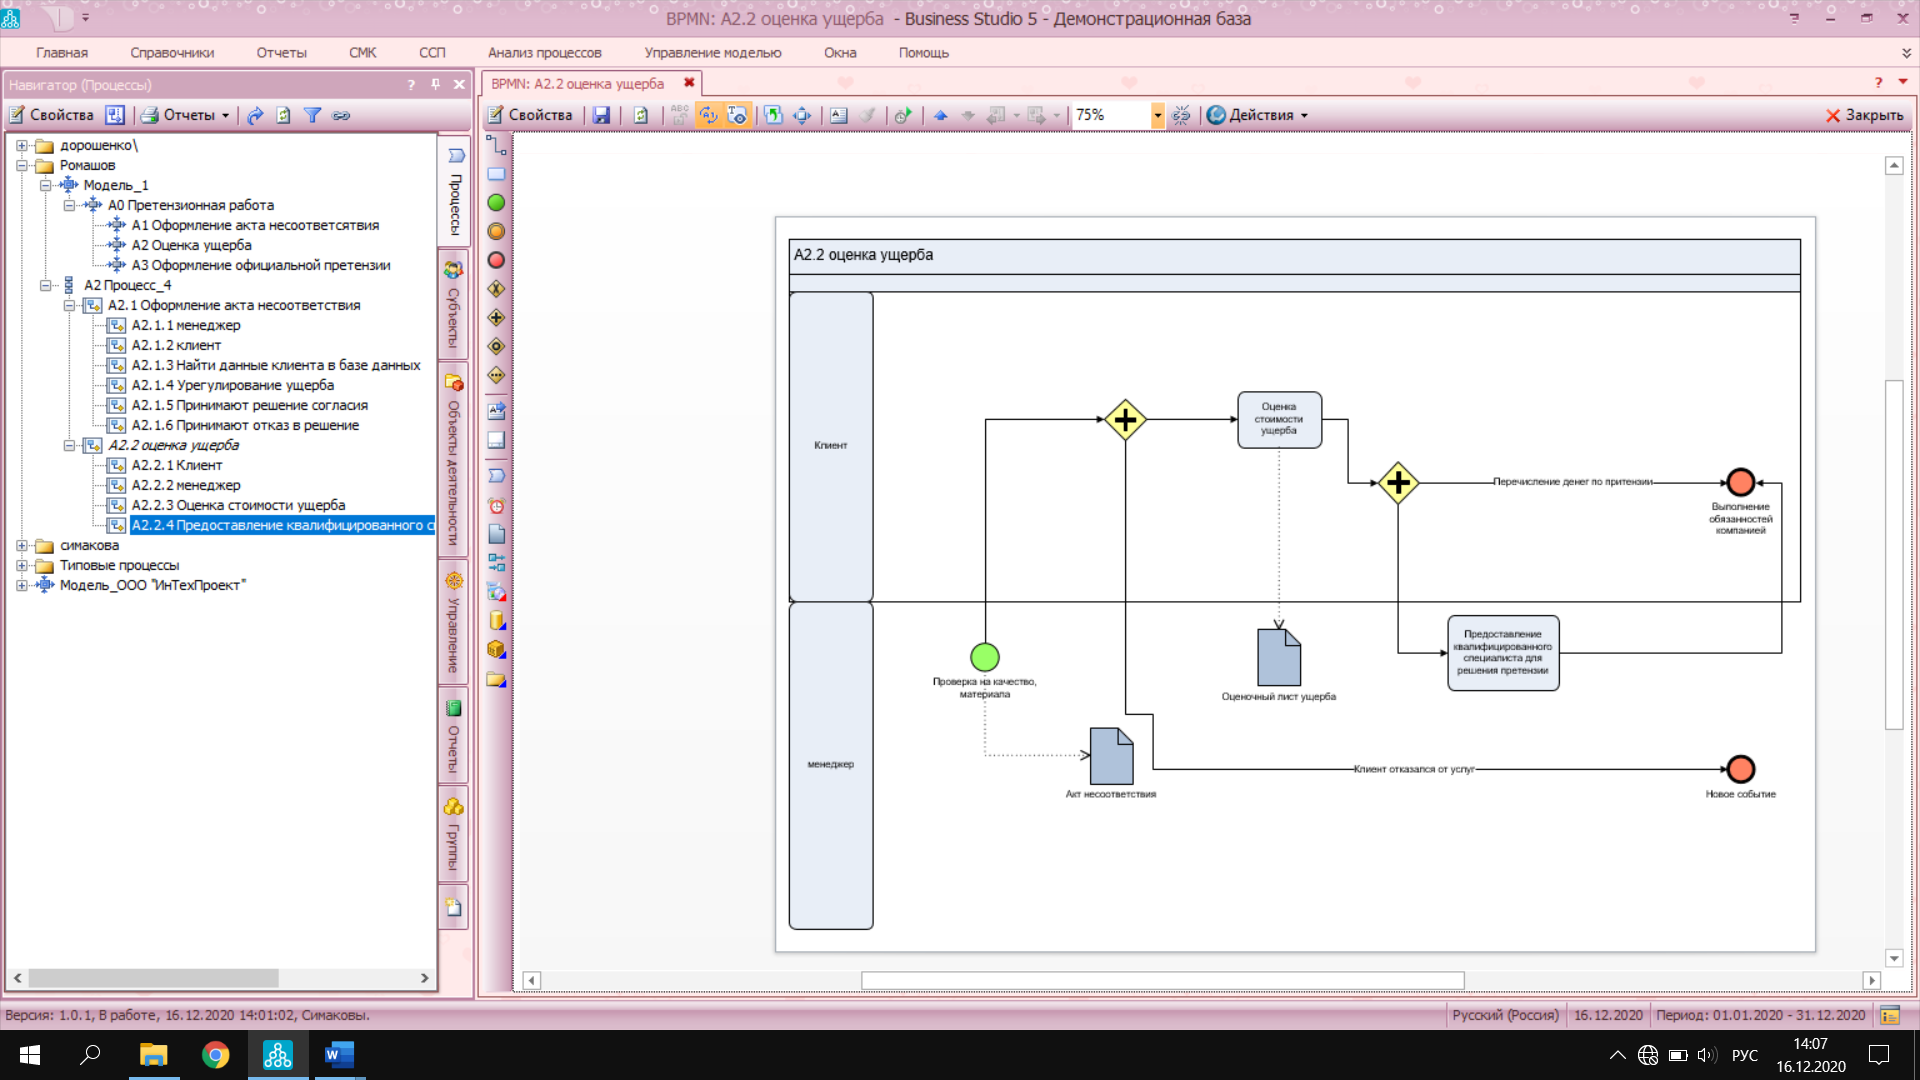 BPMN: A2.2 оценка ущерба - Business Studio 5 - Демонстрационная база
Главная Справочники Отчеты СМК ССП Анализ процессов Управление моделью Окна Помощь
Навигатор (Процессы)
BPMN: A2.2 оценка ущерба
Свойства Отчеты
Свойства ABC 75% Действия Закрыть
дорошенко\
Ромашов
Модель_1
A0 Претензионная работа
A1 Оформление акта несоответсятвия
A2 Оценка ущерба
A3 Оформление официальной претензии
A2 Процесс_4
A2.1 Оформление акта несоответствия
A2.1.1 менеджер
A2.1.2 клиент
A2.1.3 Найти данные клиента в базе данных
A2.1.4 Урегулирование ущерба
A2.1.5 Принимают решение согласия
A2.1.6 Принимают отказ в решение
A2.2 оценка ущерба
A2.2.1 Клиент
A2.2.2 менеджер
A2.2.3 Оценка стоимости ущерба
A2.2.4 Предоставление квалифицированного с
симакова
Типовые процессы
Модель_ООО "ИнТехПроект"
Процессы
Субъекты
Объекты деятельности
Управление
Отчеты
Группы
A2.2 оценка ущерба
Клиент
Оценка
стоимости
ущерба
Перечисление денег по притензии
Выполнение
обязанностей
компанией
менеджер
Проверка на качество,
материала
Оценочный лист ущерба
Предоставление
квалифицированного
специалиста для
решения претензии
Акт несоответствия
Клиент отказался от услуг
Новое событие
Версия: 1.0.1, В работе, 16.12.2020 14:01:02, Симаковы.
Русский (Россия) 16.12.2020 Период: 01.01.2020 - 31.12.2020
РУС
14:07
16.12.2020